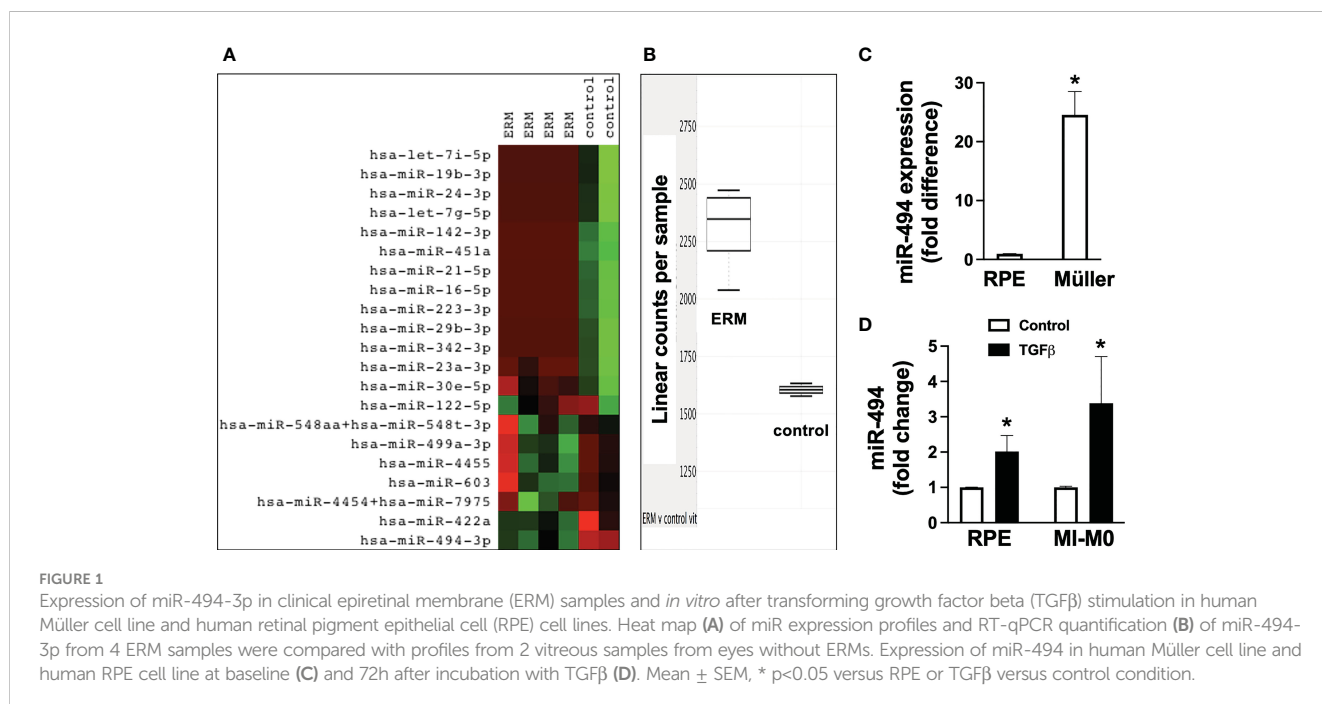 A
ERM
ERM
ERM
ERM
control
control
hsa-let-7i-5p
hsa-miR-19b-3p
hsa-miR-24-3p
hsa-let-7g-5p
hsa-miR-142-3p
hsa-miR-451a
hsa-miR-21-5p
hsa-miR-16-5p
hsa-miR-223-3p
hsa-miR-29b-3p
hsa-miR-342-3p
hsa-miR-23a-3p
hsa-miR-30e-5p
hsa-miR-122-5p
hsa-miR-548aa+hsa-miR-548t-3p
hsa-miR-499a-3p
hsa-miR-4455
hsa-miR-603
hsa-miR-4454+hsa-miR-7975
hsa-miR-422a
hsa-miR-494-3p
B
Linear counts per sample
2750
2500
2250
2000
1750
1500
1250
ERM
control
ERM v control vit
C
miR-494 expression
(fold difference)
30
20
10
0
*
RPE Müller
D
Control
TGFβ
miR-494
(fold change)
5
4
3
2
1
0
*
*
RPE MI-M0
FIGURE 1
Expression of miR-494-3p in clinical epiretinal membrane (ERM) samples and in vitro after transforming growth factor beta (TGFβ) stimulation in human
Müller cell line and human retinal pigment epithelial cell (RPE) cell lines. Heat map (A) of miR expression profiles and RT-qPCR quantification (B) of miR-494-
3p from 4 ERM samples were compared with profiles from 2 vitreous samples from eyes without ERMs. Expression of miR-494 in human Müller cell line and
human RPE cell line at baseline (C) and 72h after incubation with TGFβ (D). Mean ± SEM, * p<0.05 versus RPE or TGFβ versus control condition.